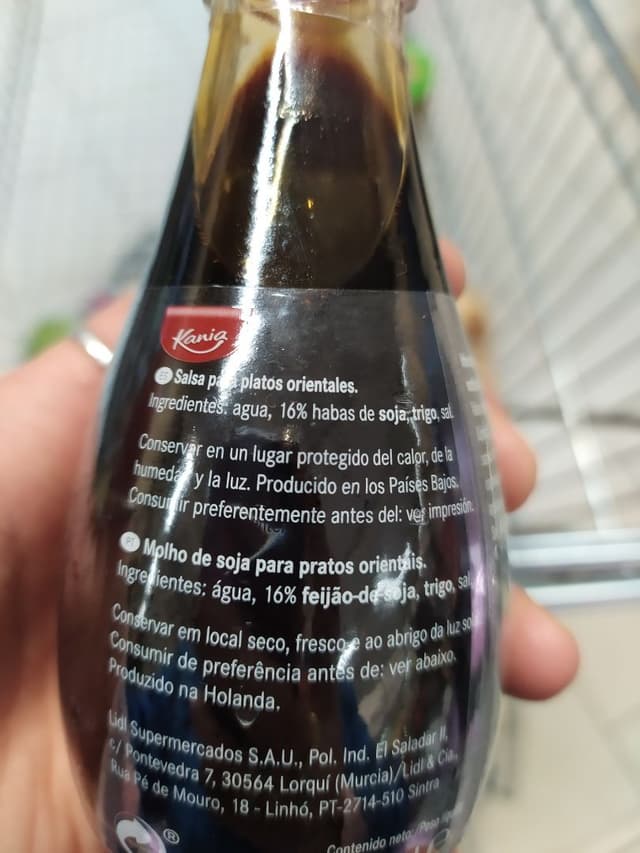 Kania
ES Salsa para platos orientales.
Ingredientes: agua, 16% habas de soja, trigo, sal.
Conservar en un lugar protegido del calor, de la
humedad y la luz. Producido en los Países Bajos.
Consumir preferentemente antes del: ver impresión.
PT Molho de soja para pratos orientais.
Ingredientes: água, 16% feijão-de-soja, trigo, sal
Conservar em local seco, fresco e ao abrigo da luz
Consumir de preferência antes de: ver abaixo.
Produzido na Holanda.
Lidl Supermercados S.A.U., Pol. Ind. El Saladar II,
c/ Pontevedra 7, 30564 Lorquí (Murcia)/Lidl & Cia.,
Rua Pé de Mouro, 18 - Linhó, PT-2714-510 Sintra
Contenido neto:/Peso
®